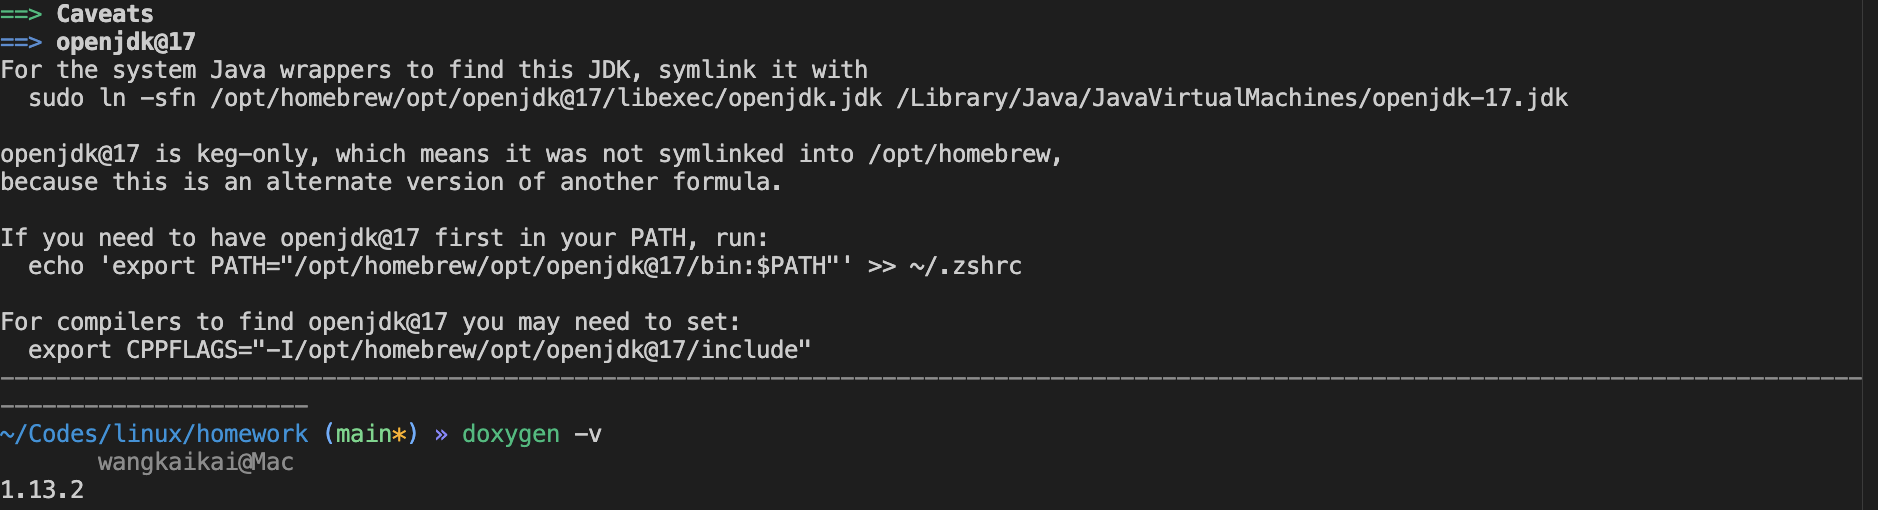 ==> Caveats
==> openjdk@17
For the system Java wrappers to find this JDK, symlink it with
  sudo ln -sfn /opt/homebrew/opt/openjdk@17/libexec/openjdk.jdk /Library/Java/JavaVirtualMachines/openjdk-17.jdk

openjdk@17 is keg-only, which means it was not symlinked into /opt/homebrew,
because this is an alternate version of another formula.

If you need to have openjdk@17 first in your PATH, run:
  echo 'export PATH="/opt/homebrew/opt/openjdk@17/bin:$PATH"' >> ~/.zshrc

For compilers to find openjdk@17 you may need to set:
  export CPPFLAGS="-I/opt/homebrew/opt/openjdk@17/include"
~/Codes/linux/homework (main*) » doxygen -v
       wangkaikai@Mac
1.13.2